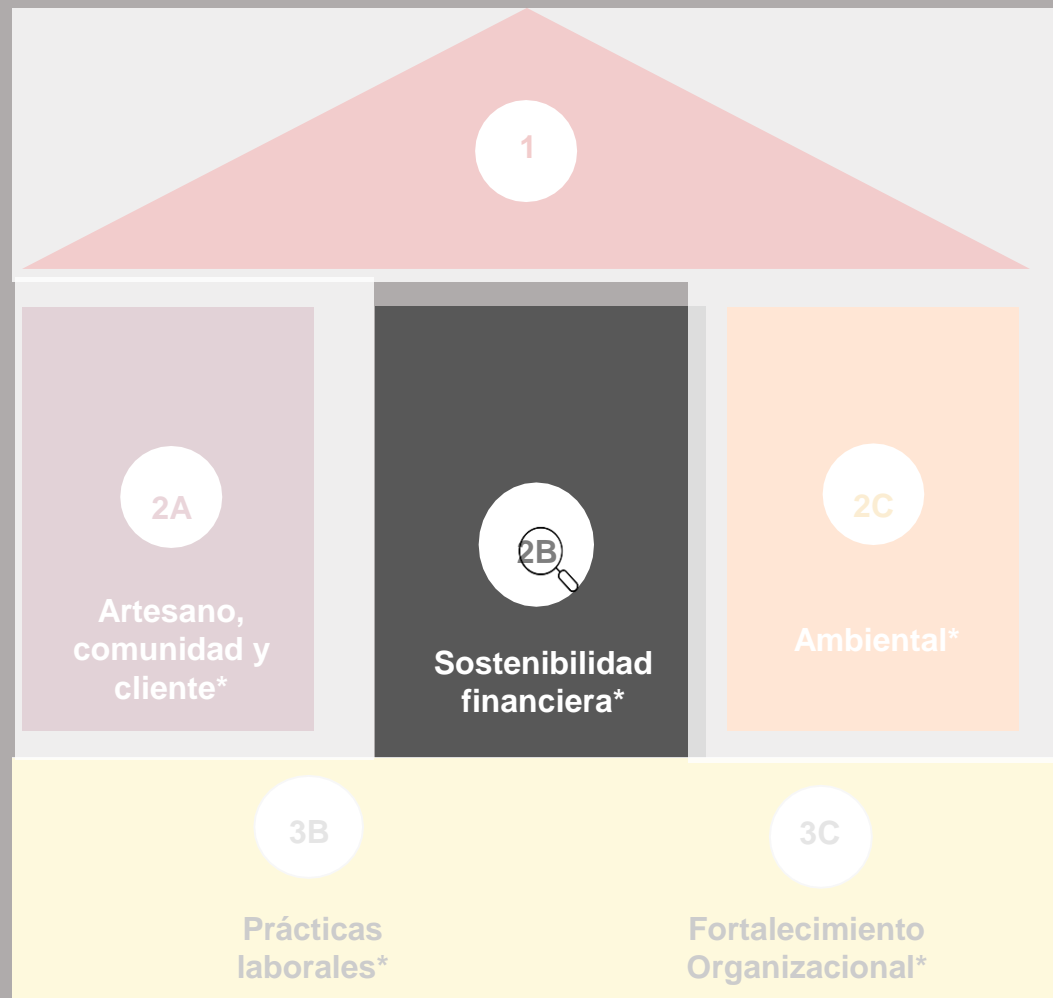 1
2A
Artesano,
comunidad y
cliente*
2B
Sostenibilidad
financiera*
2C
Ambiental*
3B
Prácticas
laborales*
3C
Fortalecimiento
Organizacional*